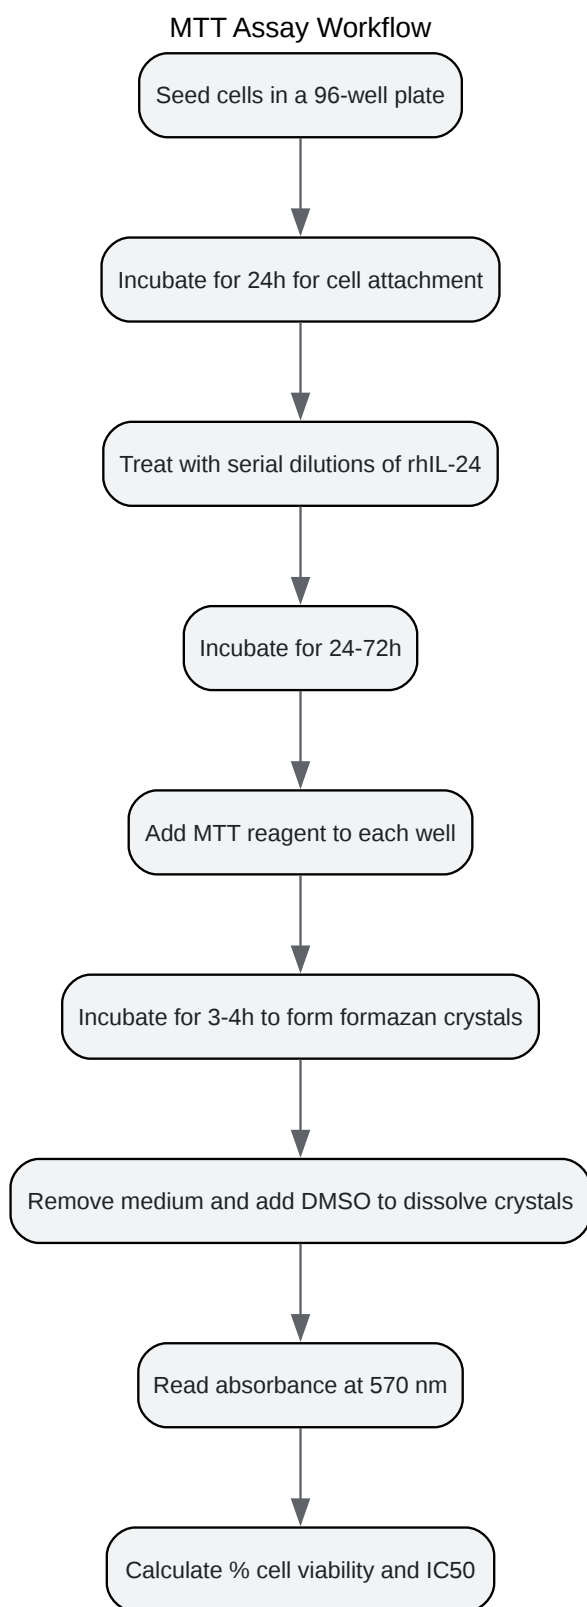 MTT Assay Workflow
Seed cells in a 96-well plate
Incubate for 24h for cell attachment
Treat with serial dilutions of rhIL-24
Incubate for 24-72h
Add MTT reagent to each well
Incubate for 3-4h to form formazan crystals
Remove medium and add DMSO to dissolve crystals
Read absorbance at 570 nm
Calculate % cell viability and IC50